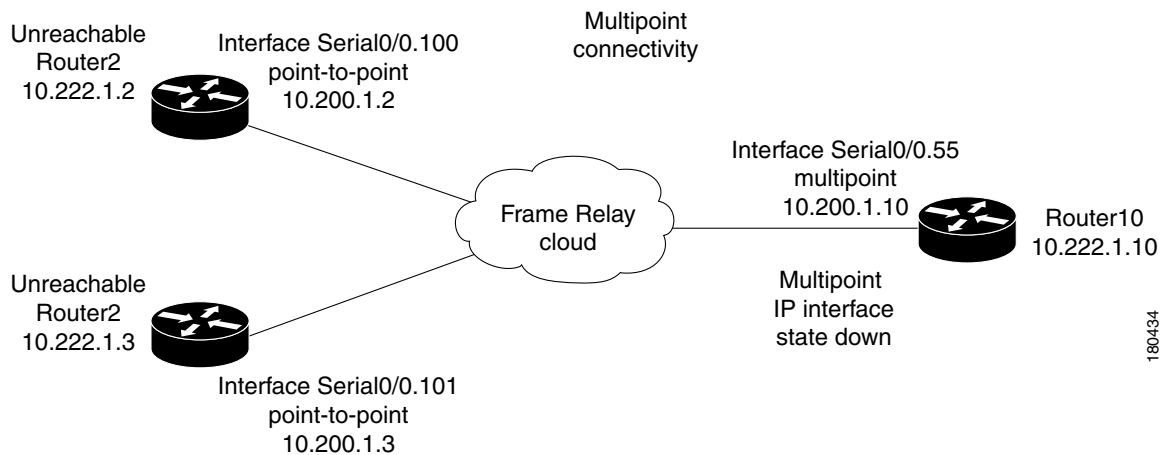 Unreachable
Router2
10.222.1.2
Interface Serial0/0.100
point-to-point
10.200.1.2
Multipoint
connectivity
Interface Serial0/0.55
multipoint
10.200.1.10
Router10
10.222.1.10
Frame Relay
cloud
Unreachable
Router2
10.222.1.3
Multipoint
IP interface
state down
Interface Serial0/0.101
point-to-point
10.200.1.3
180434